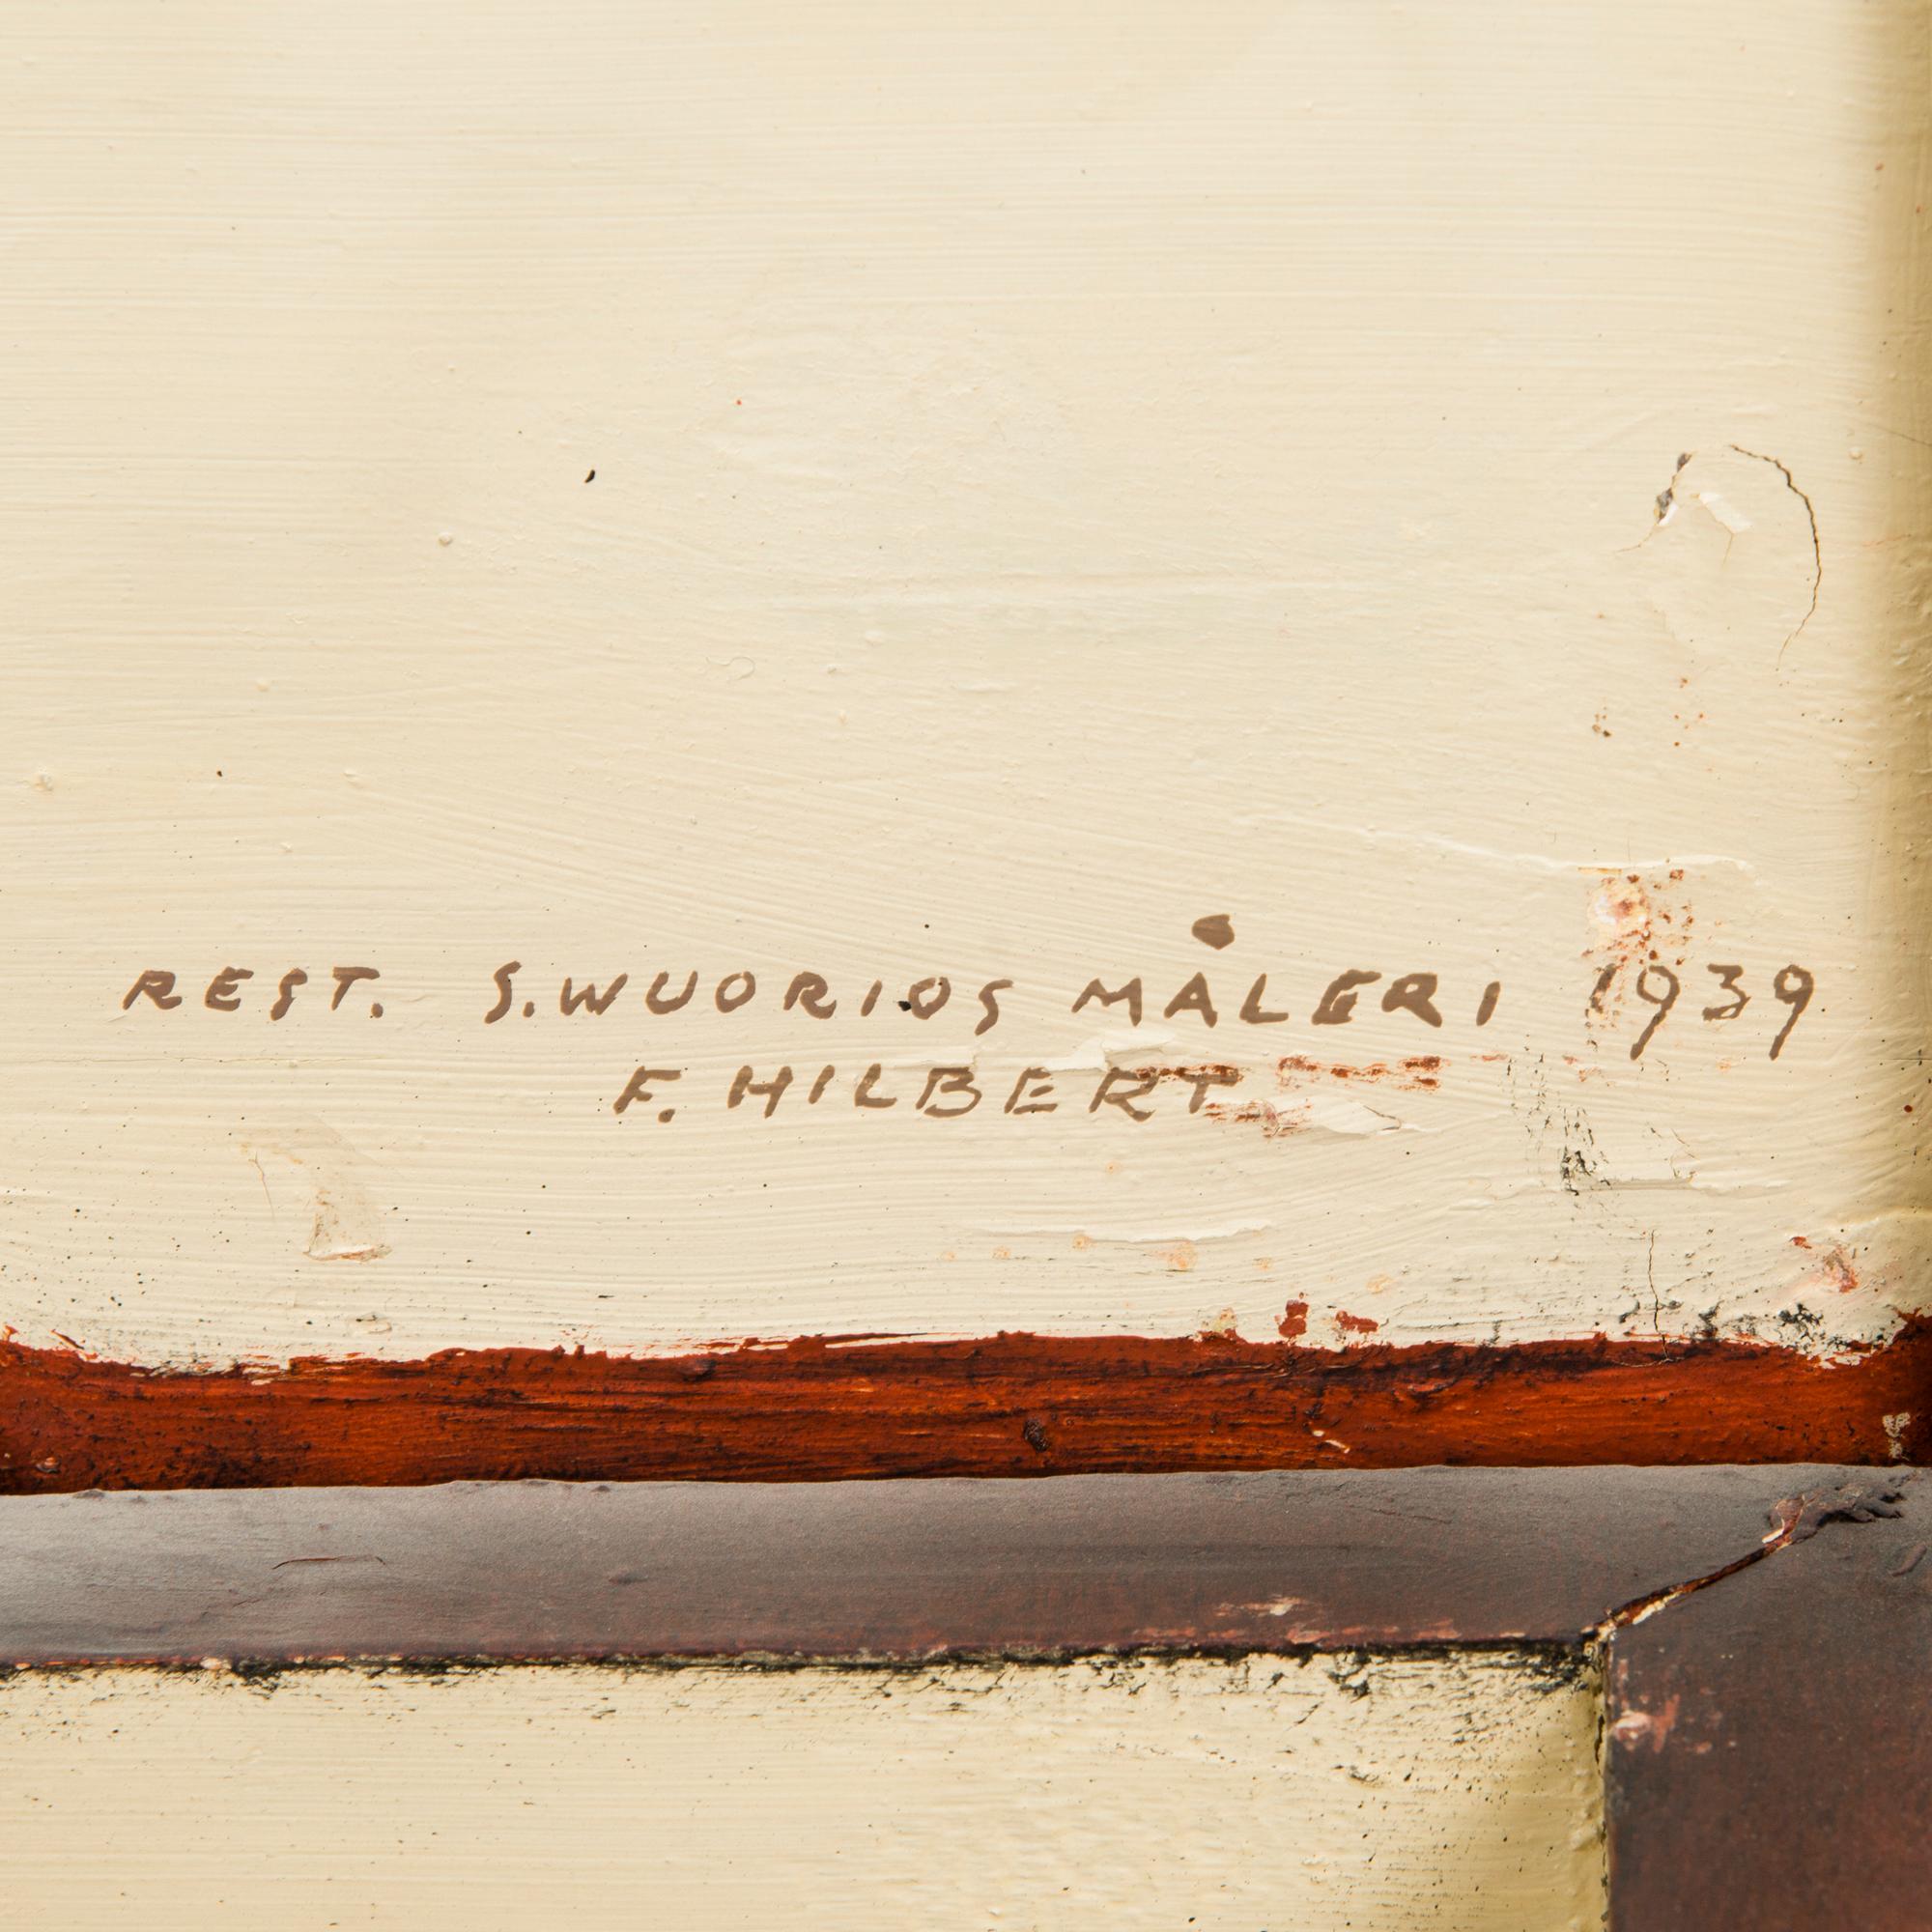 REST. S.WUORIOS MÅLERI 1939
F. HILBERT